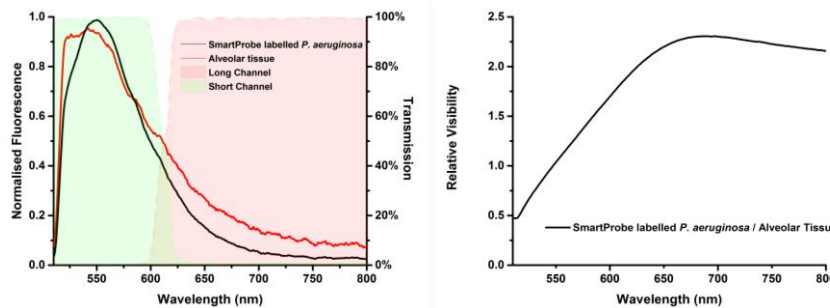 1.0
0.8
0.6
0.4
0.2
0.0
Normalised Fluorescence
100%
80%
60%
40%
20%
0%
Transmission
SmartProbe labelled P. aeruginosa
Alveolar tissue
Long Channel
Short Channel
550 600 650 700 750 800
Wavelength (nm)
2.5
2.0
1.5
1.0
0.5
0.0
Relative Visibility
SmartProbe labelled P. aeruginosa / Alveolar Tissu
550 600 650 700 750 800
Wavelength (nm)